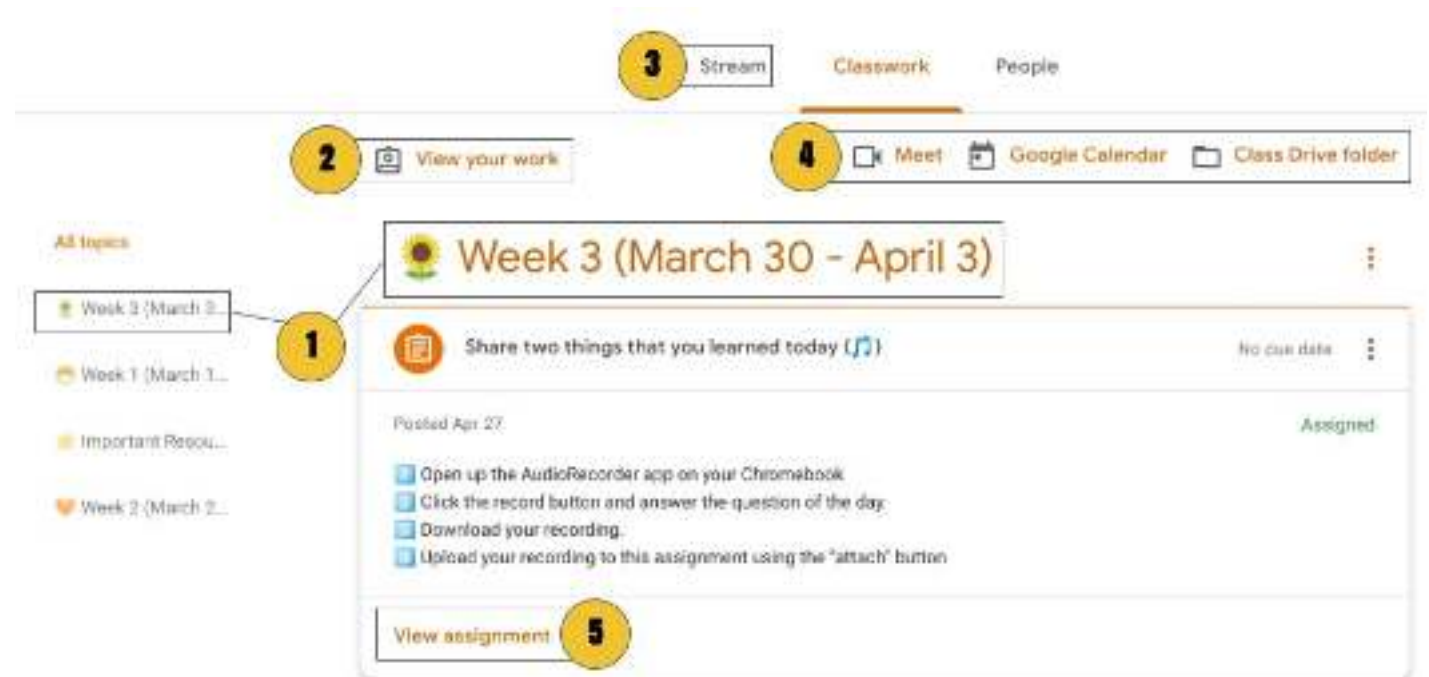 3 Stream Classwork People
2 View your work 4 Meet Google Calendar Class Drive folder
All topics
Week 3 (March 30 - April 3)
Week 3 (March 3...
1
Share two things that you learned today (🎵) No due date
Week 1 (March 1...
Posted Apr 27 Assigned
Important Resou...
Open up the AudioRecorder app on your Chromebook
Click the record button and answer the question of the day.
Week 2 (March 2...
Download your recording.
Upload your recording to this assignment using the "attach" button
View assignment 5